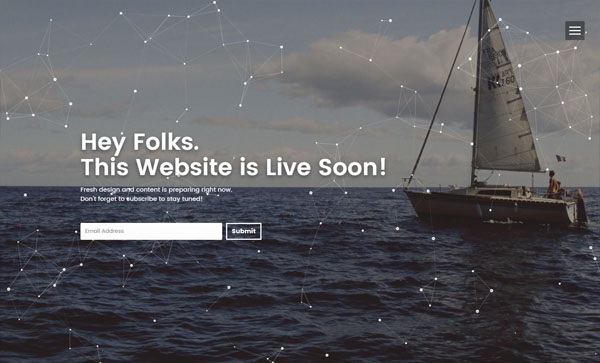 Hey Folks.
This Website is Live Soon!
Fresh design and content is preparing right now.
Don't forget to subscribe to stay tuned!
Email Address
Submit